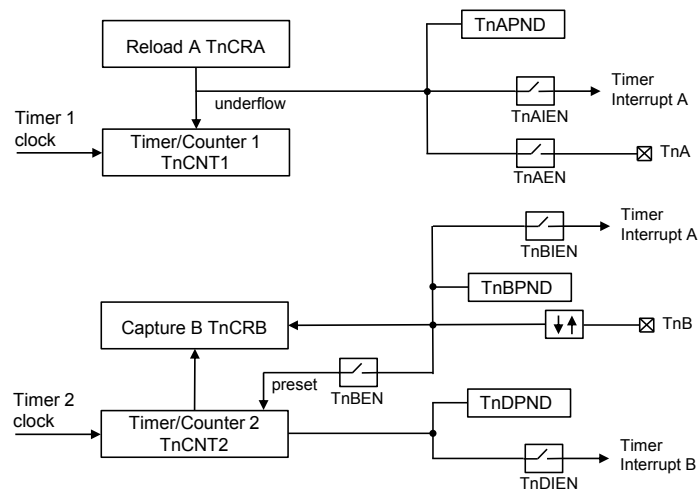 TnAPND
Reload A TnCRA
underflow
TnAIEN
Timer
Interrupt A
Timer 1
clock
Timer/Counter 1
TnCNT1
TnAEN
TnA
TnBIEN
Timer
Interrupt A
TnBPND
Capture B TnCRB
TnB
preset
TnBEN
Timer 2
clock
Timer/Counter 2
TnCNT2
TnDPND
TnDIEN
Timer
Interrupt B